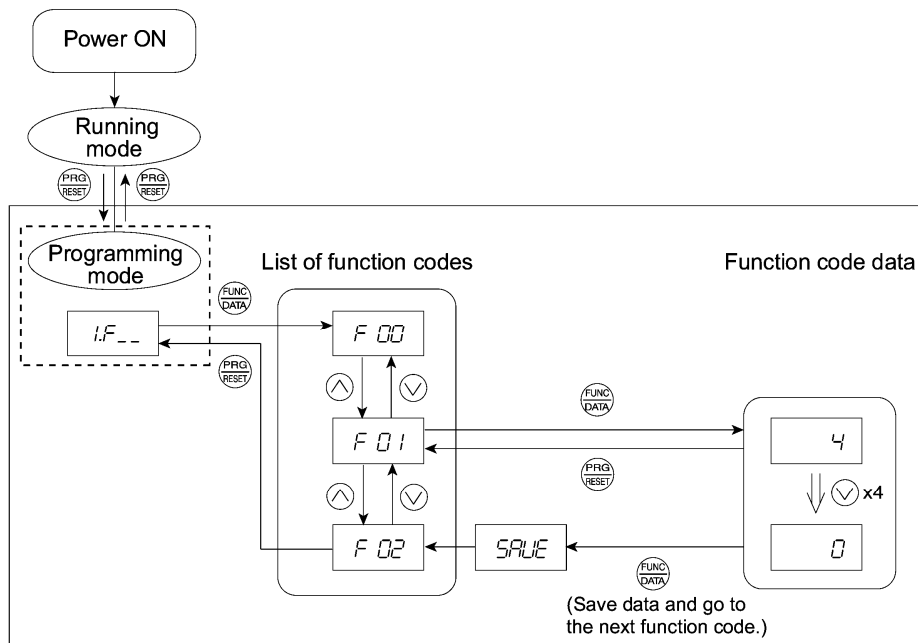 Power ON
Running
mode
PRG
RESET
PRG
RESET
Programming
mode
List of function codes
Function code data
FUNC
DATA
1.F_ _
F 00
PRG
RESET
FUNC
DATA
F 01
4
PRG
RESET
x4
F 02
SAVE
0
FUNC
DATA
(Save data and go to
the next function code.)